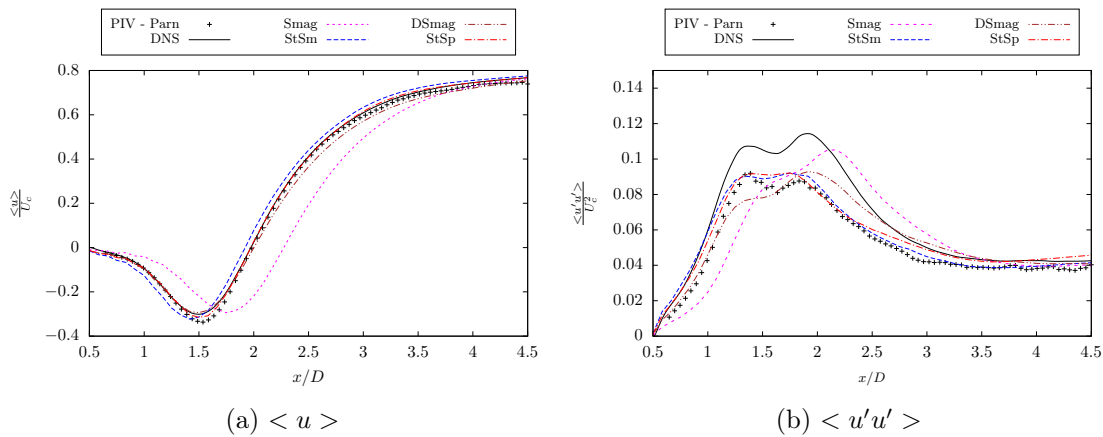 PIV - Parn Smag DSmag
DNS StSm StSp
0.8
0.6
0.4
0.2
0
−0.2
−0.4
<u>
U_c
0.5 1 1.5 2 2.5 3 3.5 4 4.5
x/D
(a) < u >
PIV - Parn Smag DSmag
DNS StSm StSp
0.14
0.12
0.1
0.08
0.06
0.04
0.02
0
<u′u′>
U_c^2
0.5 1 1.5 2 2.5 3 3.5 4 4.5
x/D
(b) < u′u′ >